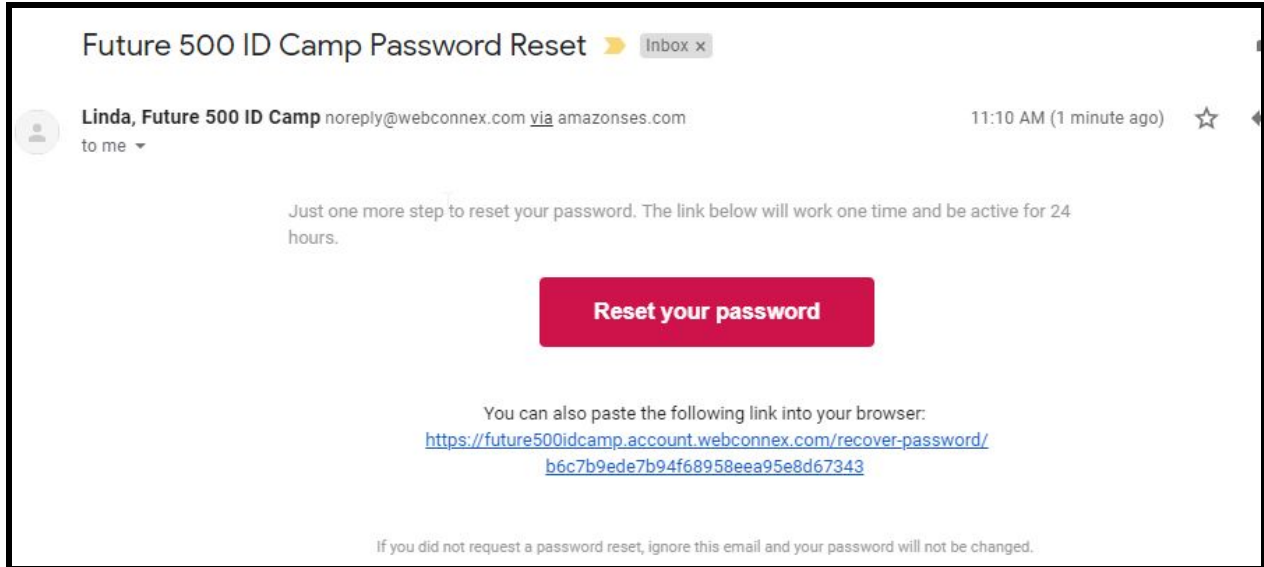 Future 500 ID Camp Password Reset Inbox x
Linda, Future 500 ID Camp noreply@webconnex.com via amazonses.com 11:10 AM (1 minute ago)
to me
Just one more step to reset your password. The link below will work one time and be active for 24
hours.
Reset your password
You can also paste the following link into your browser:
https://future500idcamp.account.webconnex.com/recover-password/
b6c7b9ede7b94f68958eea95e8d67343
If you did not request a password reset, ignore this email and your password will not be changed.